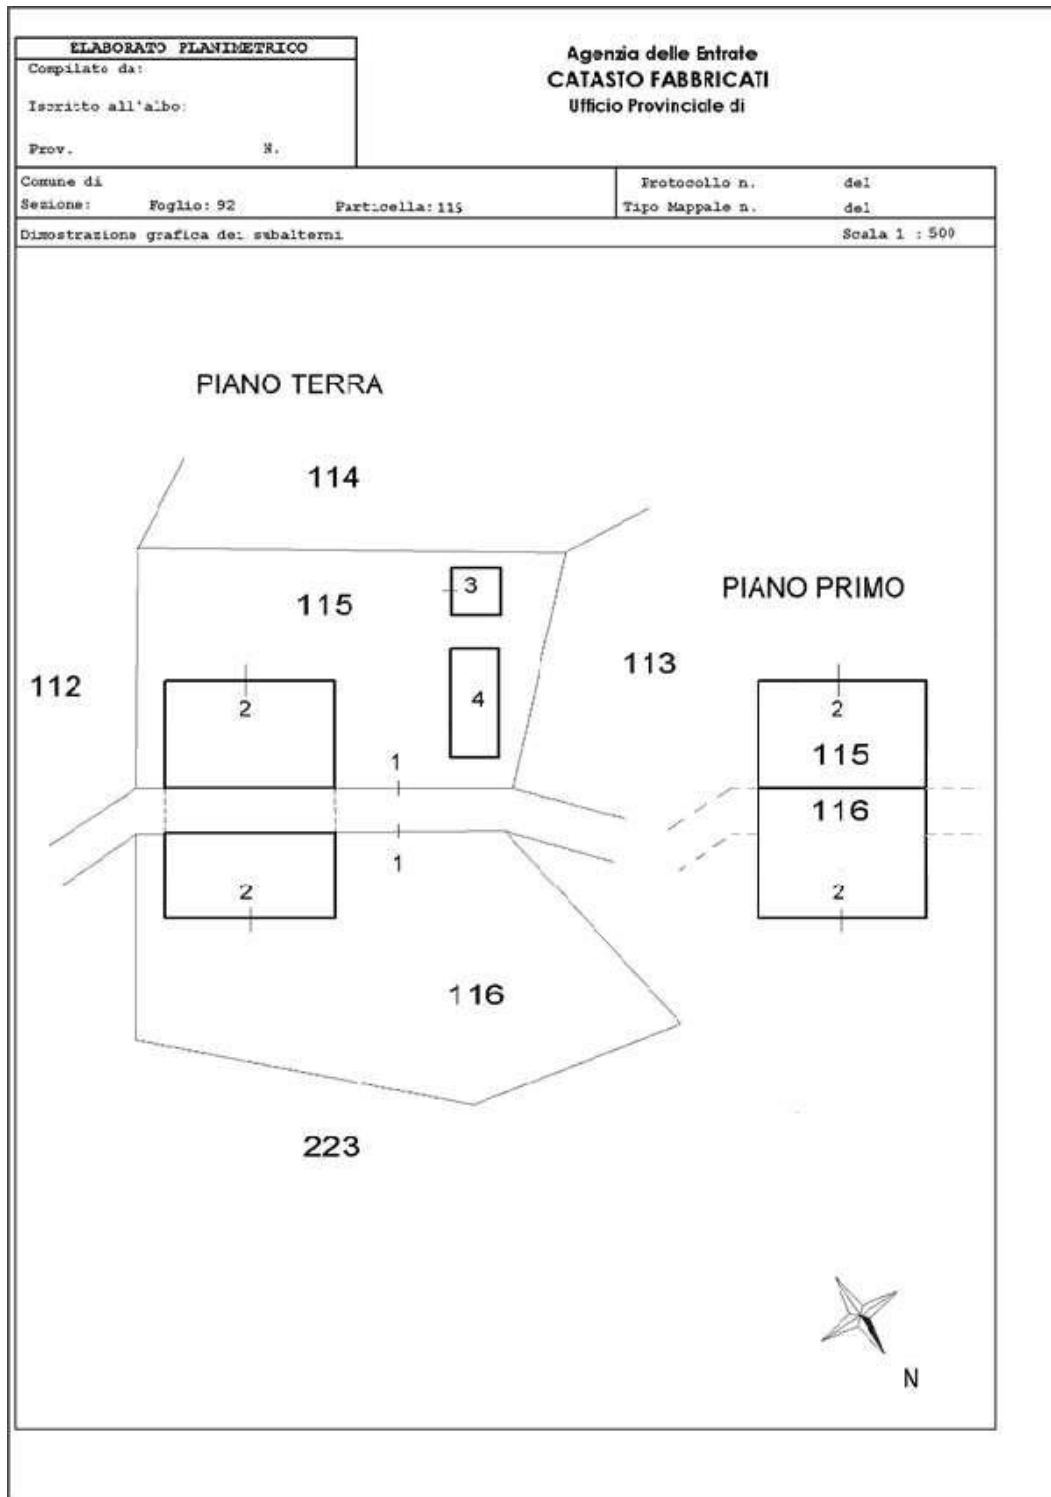 ELABORATO PLANIMETRICO
Compilato da:
Iscritto all'albo:
Prov. N.
Agenzia delle Entrate
CATASTO FABBRICATI
Ufficio Provinciale di
Comune di
Sezione: Foglio: 92 Particella: 115
Protocollo n. del
Tipo Mappale n. del
Dimostrazione grafica dei subalterni Scala 1 : 500
PIANO TERRA
114
3
115
PIANO PRIMO
112
113
2
4
2
1
115
116
1
2
2
116
223
N